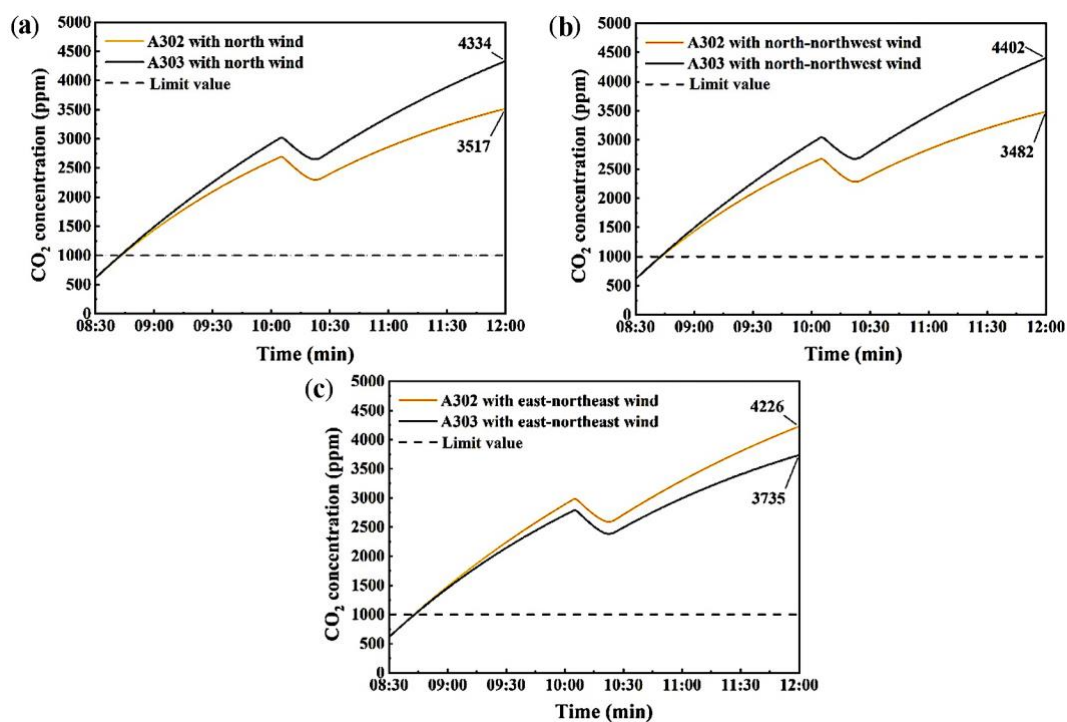 (a)
A302 with north wind
A303 with north wind
Limit value
4334
3517
CO₂ concentration (ppm)
5000
4500
4000
3500
3000
2500
2000
1500
1000
500
0
08:30 09:00 09:30 10:00 10:30 11:00 11:30 12:00
Time (min)
(b)
A302 with north-northwest wind
A303 with north-northwest wind
Limit value
4402
3482
CO₂ concentration (ppm)
5000
4500
4000
3500
3000
2500
2000
1500
1000
500
0
08:30 09:00 09:30 10:00 10:30 11:00 11:30 12:00
Time (min)
(c)
A302 with east-northeast wind
A303 with east-northeast wind
Limit value
4226
3735
CO₂ concentration (ppm)
5000
4500
4000
3500
3000
2500
2000
1500
1000
500
0
08:30 09:00 09:30 10:00 10:30 11:00 11:30 12:00
Time (min)